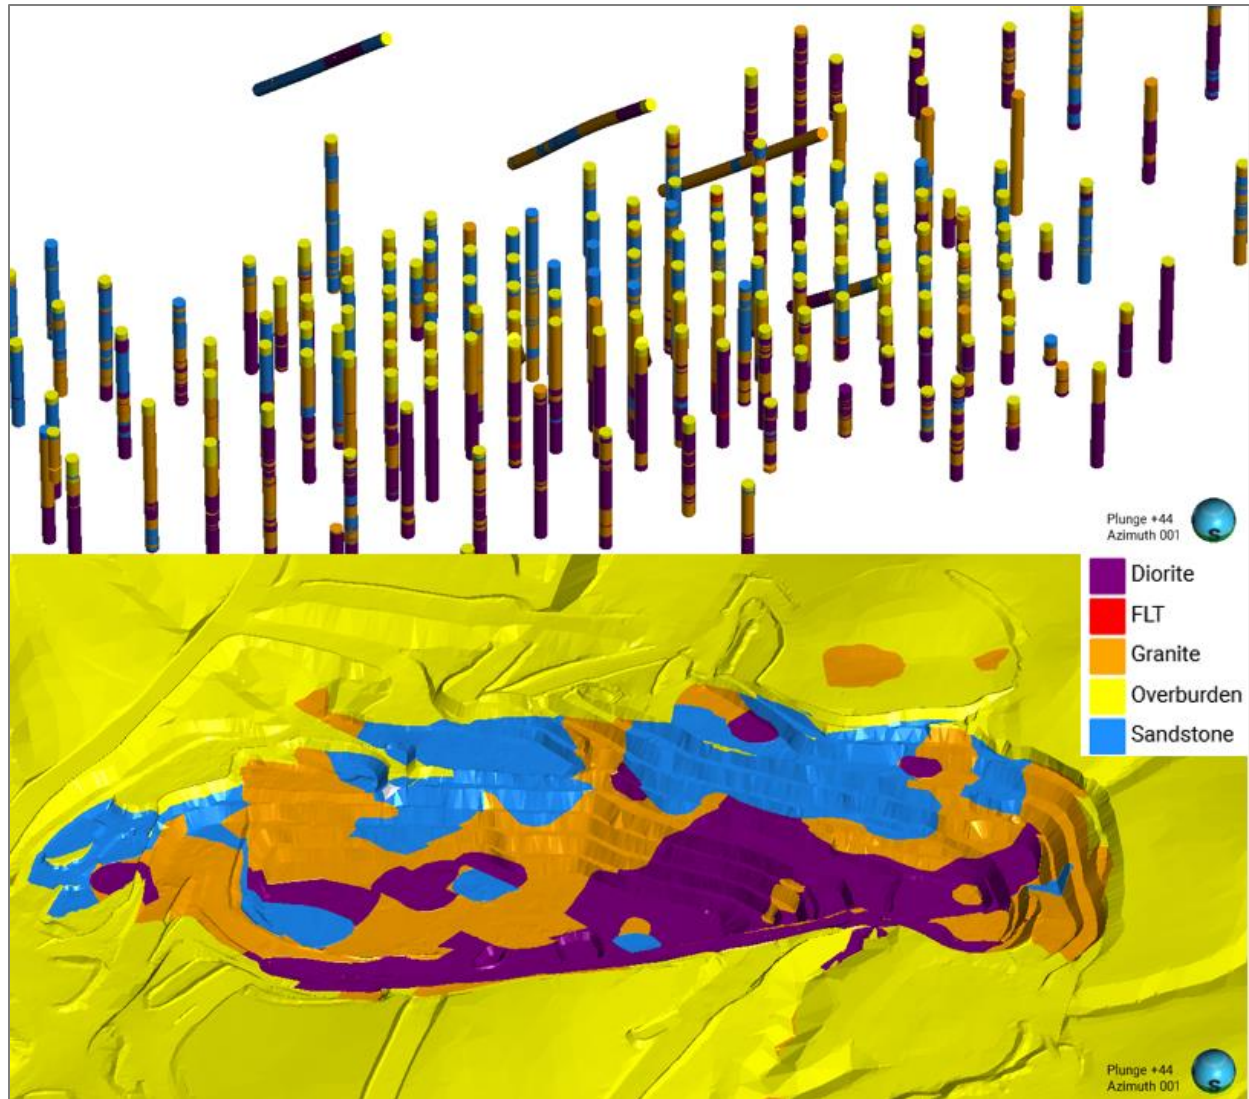 Plunge +44
Azimuth 001
S
Diorite
FLT
Granite
Overburden
Sandstone
Plunge +44
Azimuth 001
S